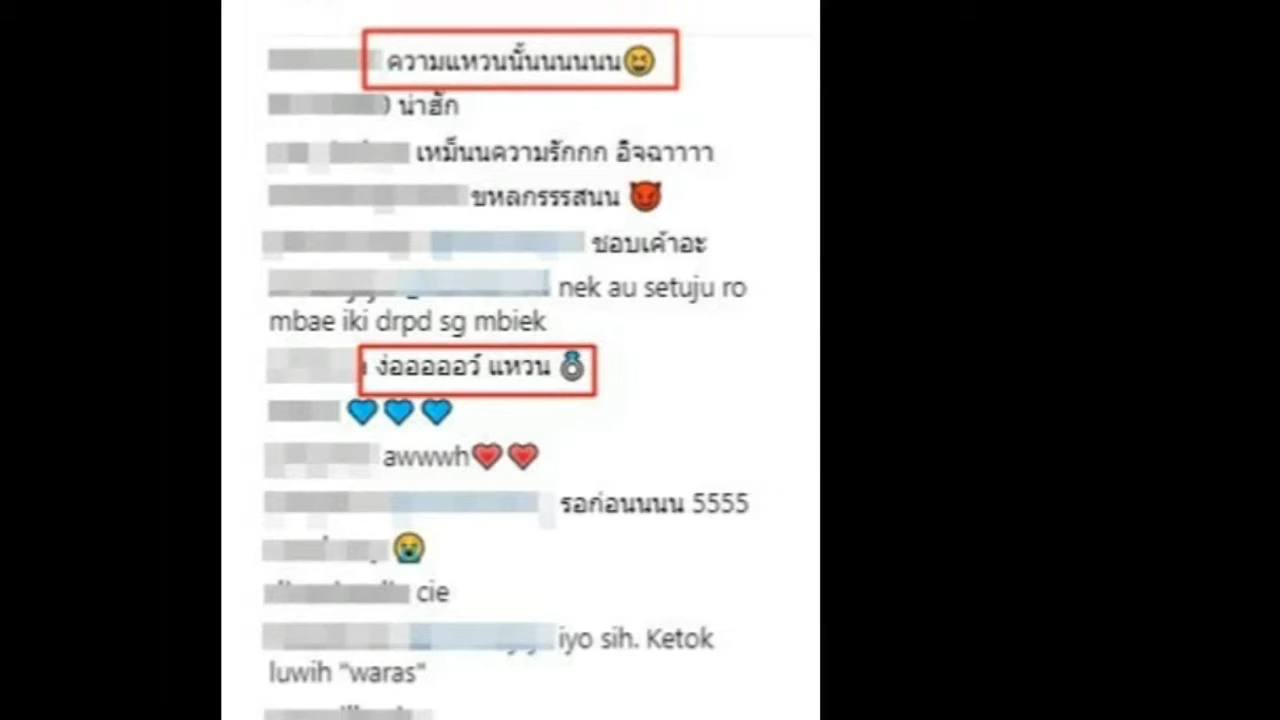 ความแหวนนั้นนนนนนน😆
น่าฮัก
เหม็นนความรักกก อิจฉาาาา
ขหลกรรรสนน 😈
ชอบเค้าอะ
nek au setuju ro
mbae iki drpd sg mbiek
ง่อออออว์ แหวน 💍
💙💙💙
awwwh❤❤
รอก่อนนนน 5555
😭
cie
iyo sih. Ketok
luwih "waras"